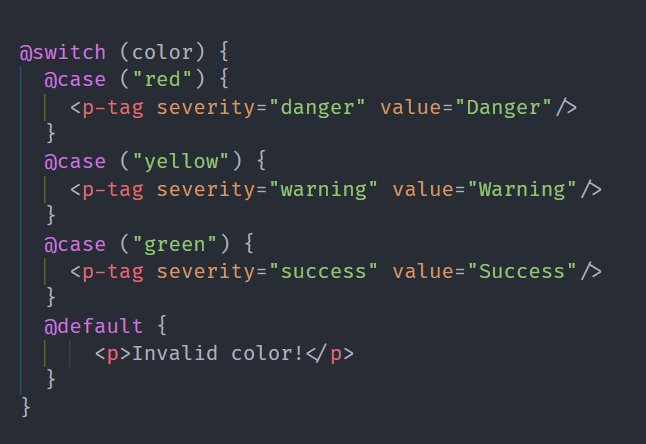 @switch (color) {
  @case ("red") {
    <p-tag severity="danger" value="Danger"/>
  }
  @case ("yellow") {
    <p-tag severity="warning" value="Warning"/>
  }
  @case ("green") {
    <p-tag severity="success" value="Success"/>
  }
  @default {
      <p>Invalid color!</p>
  }
}